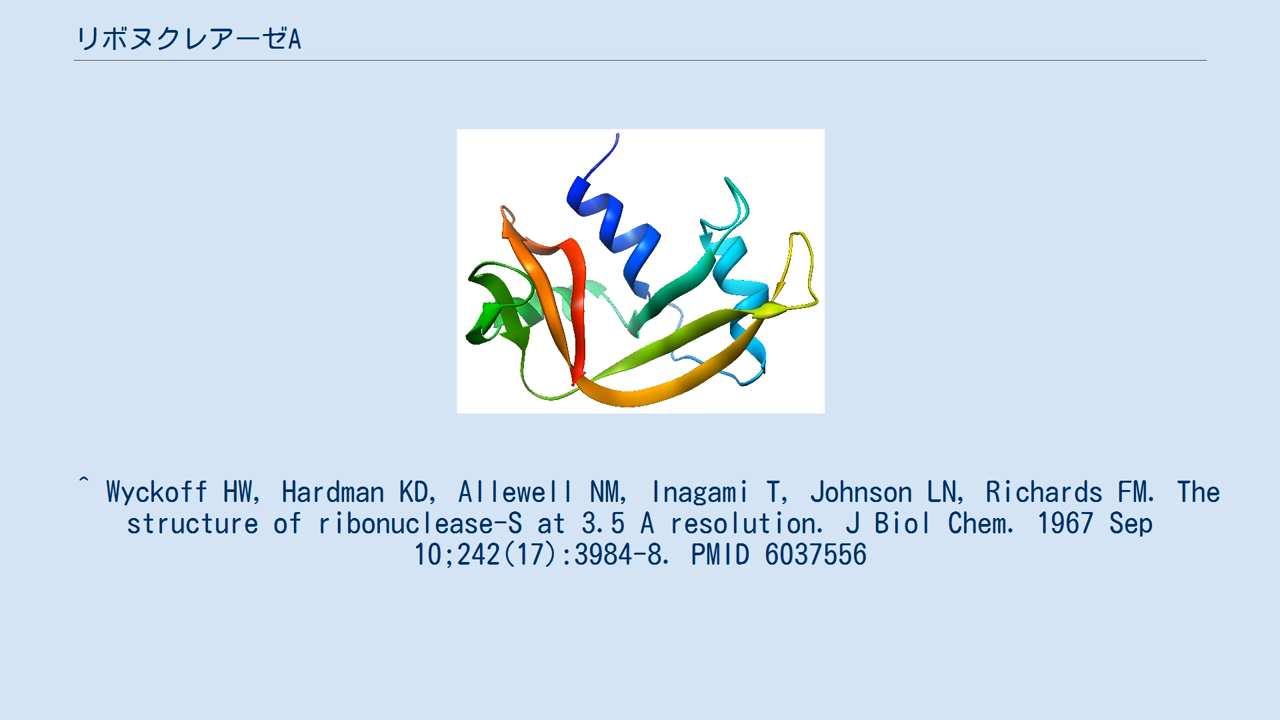 リボヌクレアーゼA
^ Wyckoff HW, Hardman KD, Allewell NM, Inagami T, Johnson LN, Richards FM. The
structure of ribonuclease-S at 3.5 A resolution. J Biol Chem. 1967 Sep
10;242(17):3984-8. PMID 6037556